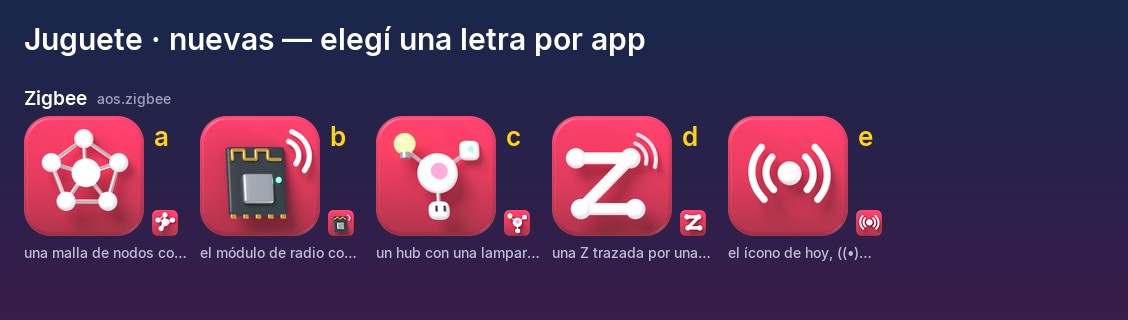 Juguete · nuevas — elegí una letra por app
Zigbee aos.zigbee
a b c d e
una malla de nodos co... el módulo de radio co... un hub con una lampar... una Z trazada por una... el ícono de hoy, ((•)...